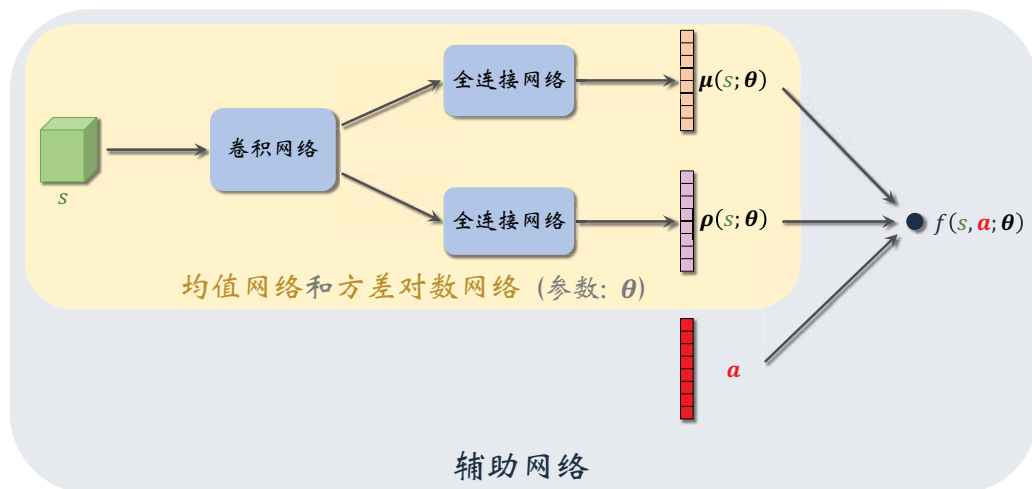 全连接网络
μ(s;θ)
卷积网络
s
全连接网络
ρ(s;θ)
f(s,a;θ)
均值网络和方差对数网络 (参数: θ)
a
辅助网络